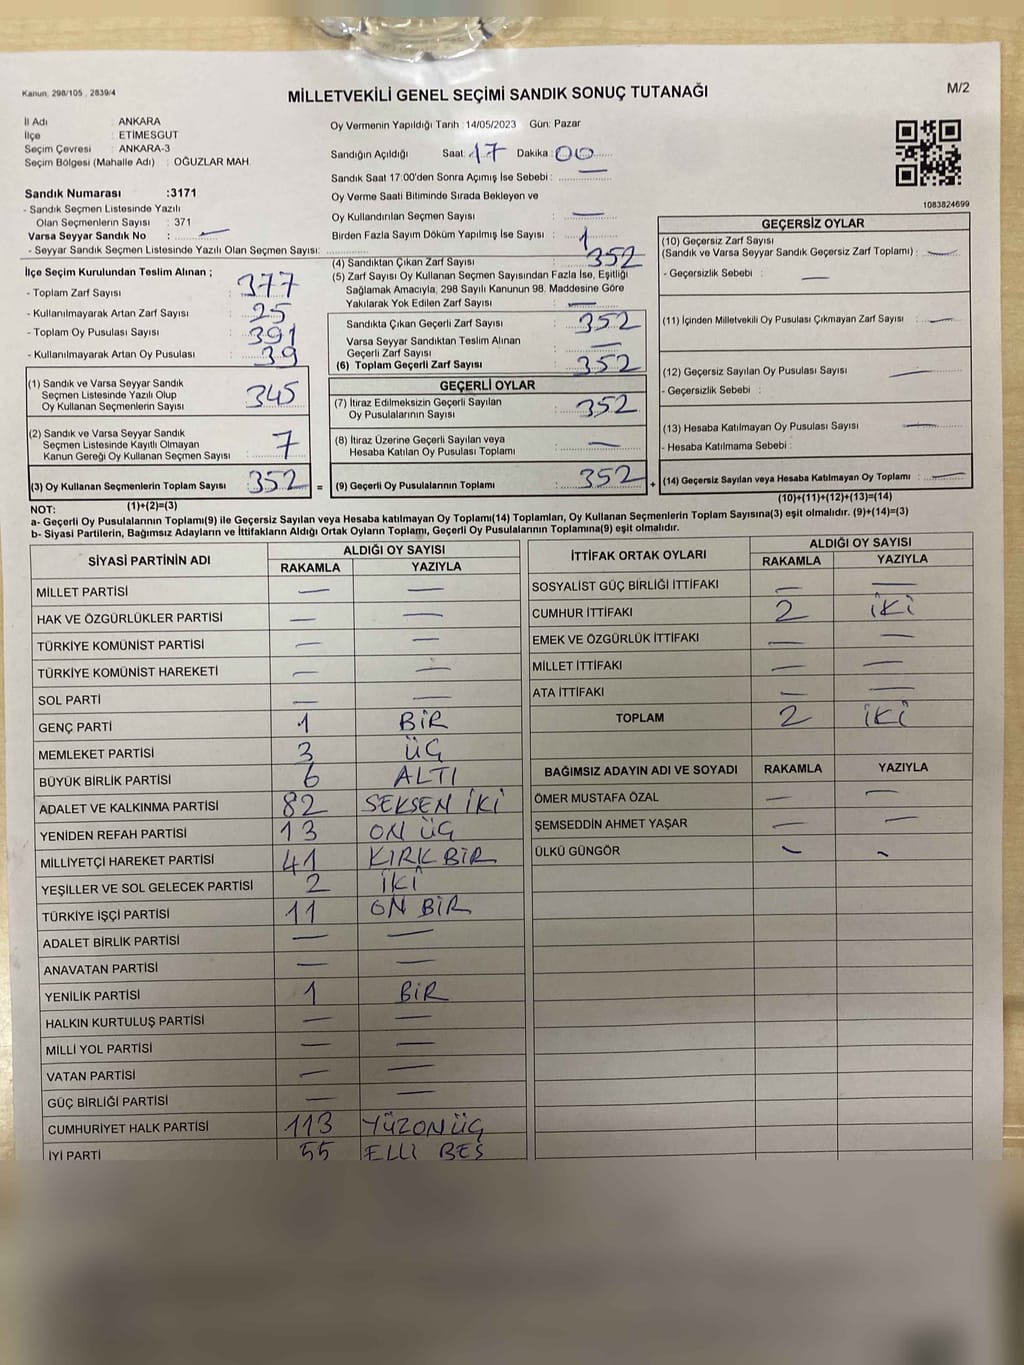 Kanun, 298/105 , 2839/4
MİLLETVEKİLİ GENEL SEÇİMİ SANDIK SONUÇ TUTANAĞI
M/2
İl Adı : ANKARA
İlçe : ETİMESGUT
Seçim Çevresi : ANKARA-3
Seçim Bölgesi (Mahalle Adı) : OĞUZLAR MAH.
Sandık Numarası :3171
- Sandık Seçmen Listesinde Yazılı
Olan Seçmenlerin Sayısı : 371
Varsa Seyyar Sandık No : —
- Seyyar Sandık Seçmen Listesinde Yazılı Olan Seçmen Sayısı:
Oy Vermenin Yapıldığı Tarih :14/05/2023 Gün: Pazar
Sandığın Açıldığı Saat: 17 Dakika 00
Sandık Saat 17:00'den Sonra Açımış İse Sebebi : —
Oy Verme Saati Bitiminde Sırada Bekleyen ve
Oy Kullandırılan Seçmen Sayısı : —
Birden Fazla Sayım Döküm Yapılmış İse Sayısı : 1
1083824699
İlçe Seçim Kurulundan Teslim Alınan ;
- Toplam Zarf Sayısı : 377
- Kullanılmayarak Artan Zarf Sayısı : 25
- Toplam Oy Pusulası Sayısı : 391
- Kullanılmayarak Artan Oy Pusulası : 39
(1) Sandık ve Varsa Seyyar Sandık
Seçmen Listesinde Yazılı Olup
Oy Kullanan Seçmenlerin Sayısı : 345
(2) Sandık ve Varsa Seyyar Sandık
Seçmen Listesinde Kayıtlı Olmayan
Kanun Gereği Oy Kullanan Seçmen Sayısı : 7
(3) Oy Kullanan Seçmenlerin Toplam Sayısı : 352 =
(1)+(2)=(3)
(4) Sandıktan Çıkan Zarf Sayısı : 352
(5) Zarf Sayısı Oy Kullanan Seçmen Sayısından Fazla İse, Eşitliği
Sağlamak Amacıyla, 298 Sayılı Kanunun 98. Maddesine Göre
Yakılarak Yok Edilen Zarf Sayısı : —
Sandıkta Çıkan Geçerli Zarf Sayısı : 352
Varsa Seyyar Sandıktan Teslim Alınan
Geçerli Zarf Sayısı : —
(6) Toplam Geçerli Zarf Sayısı : 352
GEÇERLİ OYLAR
(7) İtiraz Edilmeksizin Geçerli Sayılan
Oy Pusulalarının Sayısı : 352
(8) İtiraz Üzerine Geçerli Sayılan veya
Hesaba Katılan Oy Pusulası Toplamı : —
(9) Geçerli Oy Pusulalarının Toplamı : 352 +
GEÇERSİZ OYLAR
(10) Geçersiz Zarf Sayısı
(Sandık ve Varsa Seyyar Sandık Geçersiz Zarf Toplamı) : —
- Geçersizlik Sebebi : —
(11) İçinden Milletvekili Oy Pusulası Çıkmayan Zarf Sayısı : —
(12) Geçersiz Sayılan Oy Pusulası Sayısı : —
- Geçersizlik Sebebi :
(13) Hesaba Katılmayan Oy Pusulası Sayısı : —
- Hesaba Katılmama Sebebi :
(14) Geçersiz Sayılan veya Hesaba Katılmayan Oy Toplamı : —
(10)+(11)+(12)+(13)=(14)
NOT:
a- Geçerli Oy Pusulalarının Toplamı(9) ile Geçersiz Sayılan veya Hesaba katılmayan Oy Toplamı(14) Toplamları, Oy Kullanan Seçmenlerin Toplam Sayısına(3) eşit olmalıdır. (9)+(14)=(3)
b- Siyasi Partilerin, Bağımsız Adayların ve İttifakların Aldığı Ortak Oyların Toplamı, Geçerli Oy Pusulalarının Toplamına(9) eşit olmalıdır.
SİYASİ PARTİNİN ADI ALDIĞI OY SAYISI
RAKAMLA YAZIYLA
MİLLET PARTİSİ — —
HAK VE ÖZGÜRLÜKLER PARTİSİ — —
TÜRKİYE KOMÜNİST PARTİSİ — —
TÜRKİYE KOMÜNİST HAREKETİ — —
SOL PARTİ — —
GENÇ PARTİ 1 BİR
MEMLEKET PARTİSİ 3 ÜÇ
BÜYÜK BİRLİK PARTİSİ 6 ALTI
ADALET VE KALKINMA PARTİSİ 82 SEKSEN İKİ
YENİDEN REFAH PARTİSİ 13 ON ÜÇ
MİLLİYETÇİ HAREKET PARTİSİ 41 KIRK BİR
YEŞİLLER VE SOL GELECEK PARTİSİ 2 İKİ
TÜRKİYE İŞÇİ PARTİSİ 11 ON BİR
ADALET BİRLİK PARTİSİ — —
ANAVATAN PARTİSİ — —
YENİLİK PARTİSİ 1 BİR
HALKIN KURTULUŞ PARTİSİ — —
MİLLİ YOL PARTİSİ — —
VATAN PARTİSİ — —
GÜÇ BİRLİĞİ PARTİSİ — —
CUMHURİYET HALK PARTİSİ 113 YÜZONÜÇ
İYİ PARTİ 55 ELLİ BEŞ
İTTİFAK ORTAK OYLARI ALDIĞI OY SAYISI
RAKAMLA YAZIYLA
SOSYALİST GÜÇ BİRLİĞİ İTTİFAKI — —
CUMHUR İTTİFAKI 2 İKİ
EMEK VE ÖZGÜRLÜK İTTİFAKI — —
MİLLET İTTİFAKI — —
ATA İTTİFAKI — —
TOPLAM 2 İKİ
BAĞIMSIZ ADAYIN ADI VE SOYADI RAKAMLA YAZIYLA
ÖMER MUSTAFA ÖZAL — —
ŞEMSEDDİN AHMET YAŞAR — —
ÜLKÜ GÜNGÖR — —